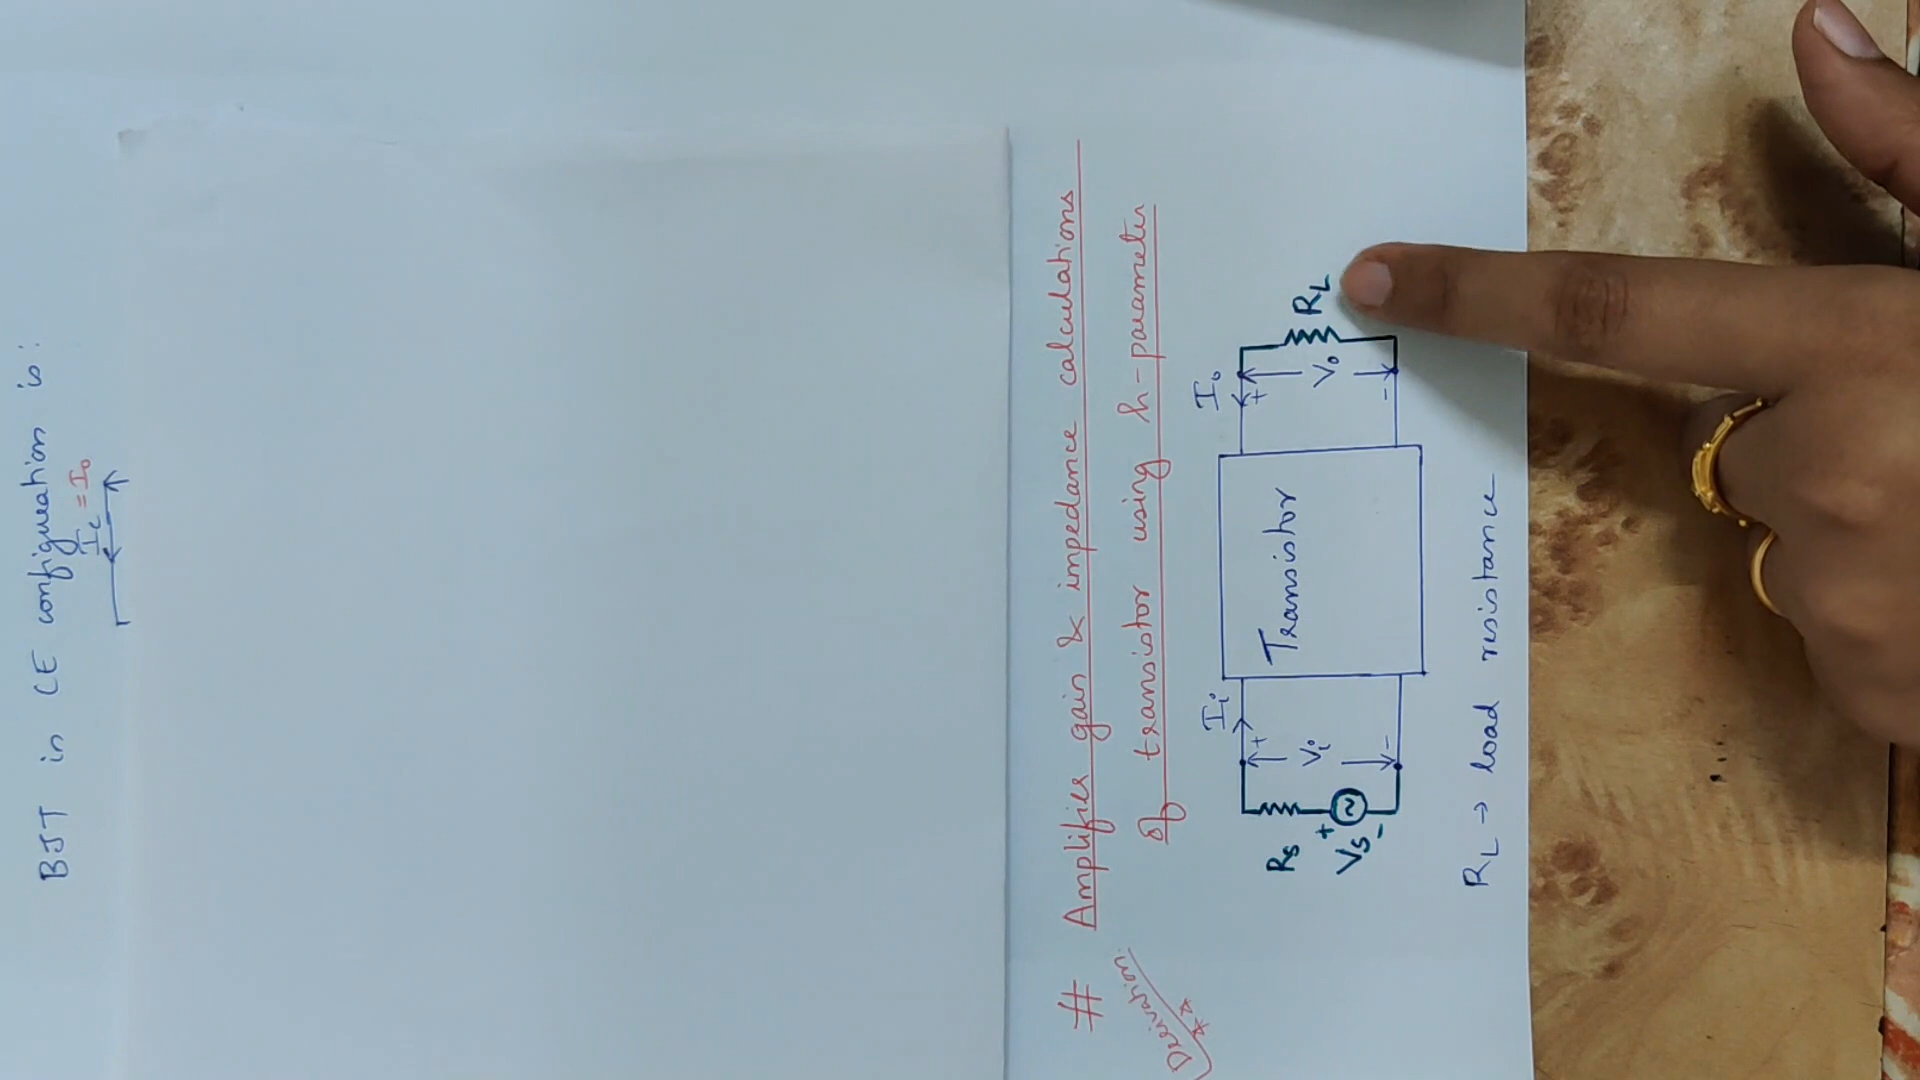 BJT in CE configuration is:
Ic = Io
# Amplifier gain & impedance calculations
of transistor using h-parameter
(Derivation.
**
Ii
Io
Rs
+
Vi
-
Transistor
+
Vo
-
RL
+
Vs
-
RL → load resistance